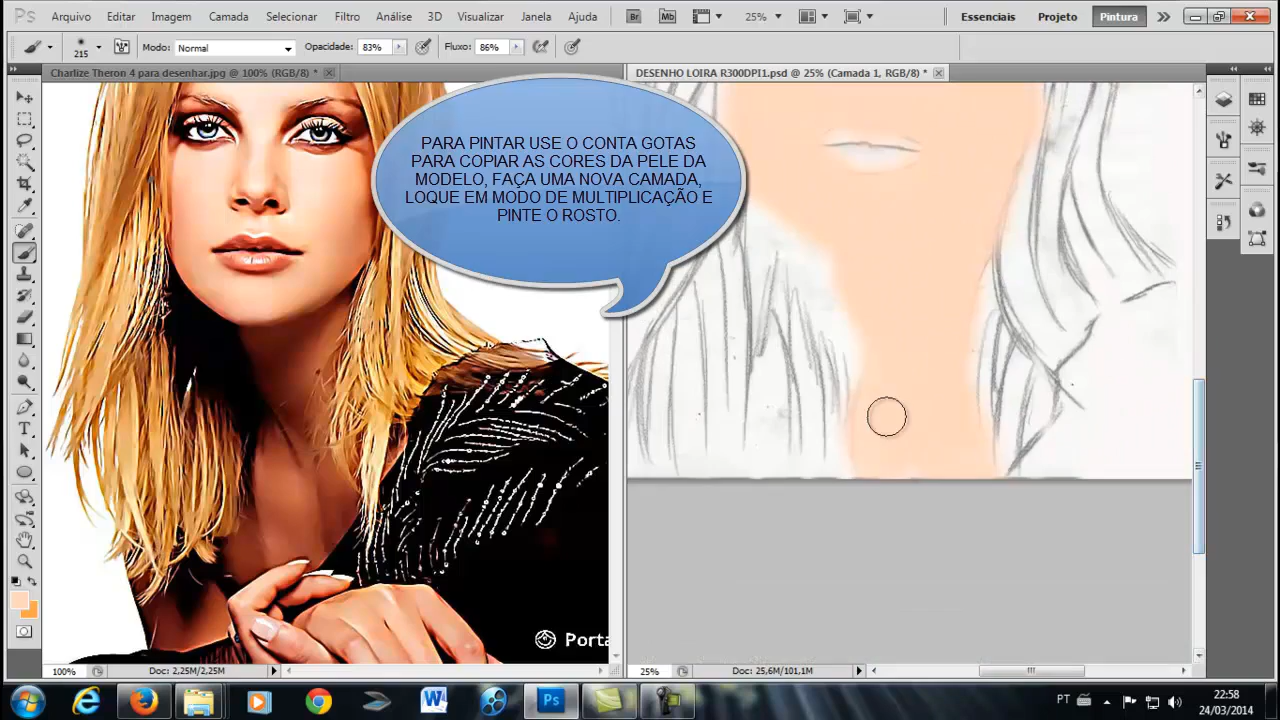 Ps Arquivo Editar Imagem Camada Selecionar Filtro Análise 3D Visualizar Janela Ajuda Br Mb 25% Essenciais Projeto Pintura
215 Modo: Normal Opacidade: 83% Fluxo: 86%
Charlize Theron 4 para desenhar.jpg @ 100% (RGB/8) *
DESENHO LOIRA R300DPI1.psd @ 25% (Camada 1, RGB/8) *
PARA PINTAR USE O CONTA GOTAS
PARA COPIAR AS CORES DA PELE DA
MODELO, FAÇA UMA NOVA CAMADA,
LOQUE EM MODO DE MULTIPLICAÇÃO E
PINTE O ROSTO.
Porta
100% Doc: 2,25M/2,25M
25% Doc: 25,6M/101,1M
PT
22:58
24/03/2014